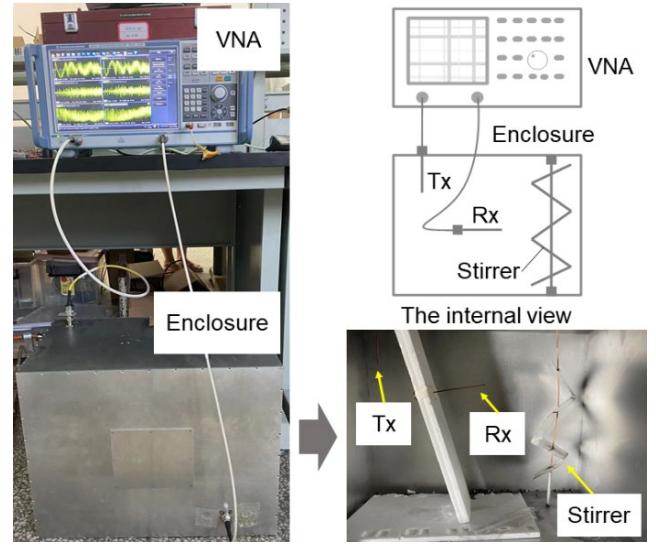 VNA
Enclosure
VNA
Enclosure
Tx
Rx
Stirrer
The internal view
Tx
Rx
Stirrer